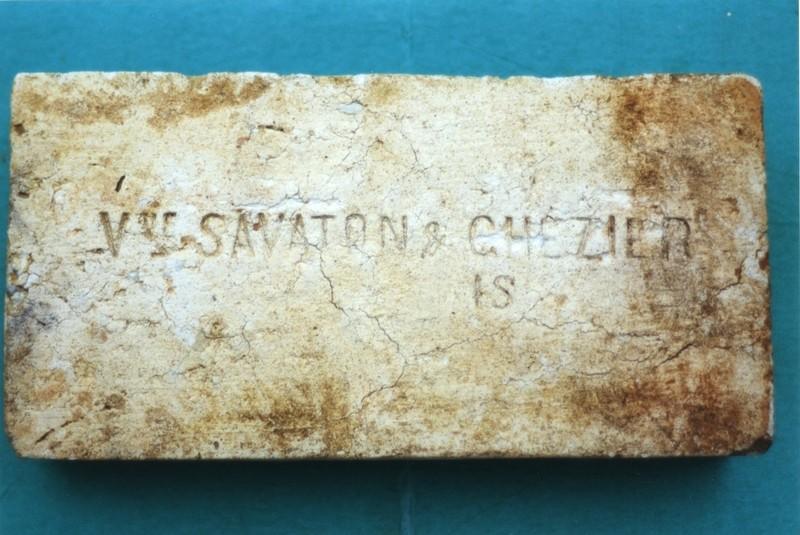 Vve SAVATON & CHEZIER
IS